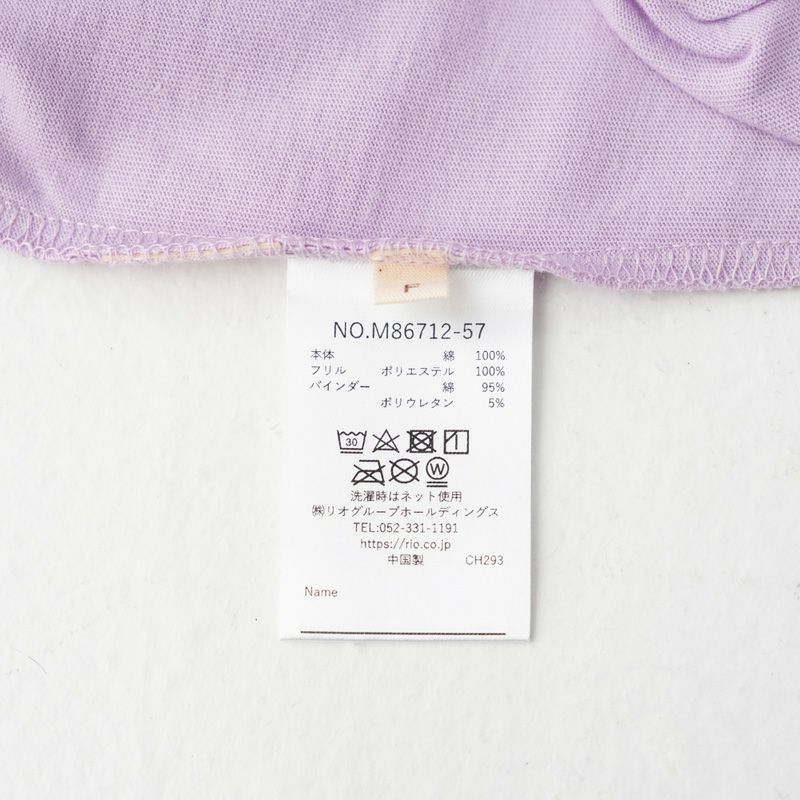 F
NO.M86712-57
本体 綿 100%
フリル ポリエステル 100%
バインダー 綿 95%
ポリウレタン 5%
30
W
洗濯時はネット使用
㈱リオグループホールディングス
TEL:052-331-1191
https://rio.co.jp
中国製 CH293
Name